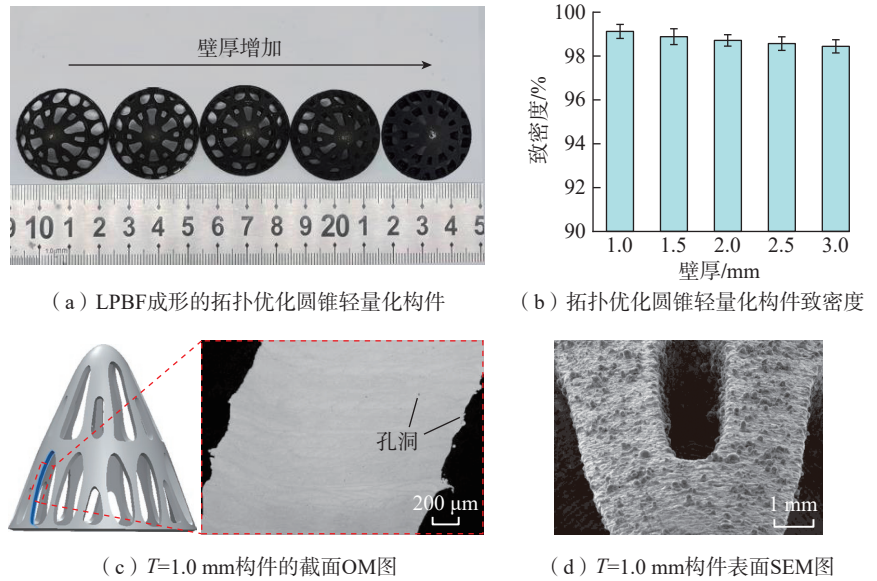 壁厚增加
9 10 1 2 3 4 5 6 7 8 9 20 1 2 3 4 5
1.0mm
（a）LPBF成形的拓扑优化圆锥轻量化构件
致密度/%
100
98
96
94
92
90
1.0 1.5 2.0 2.5 3.0
壁厚/mm
（b）拓扑优化圆锥轻量化构件致密度
孔洞
200 μm
（c）T=1.0 mm构件的截面OM图
1 mm
（d）T=1.0 mm构件表面SEM图